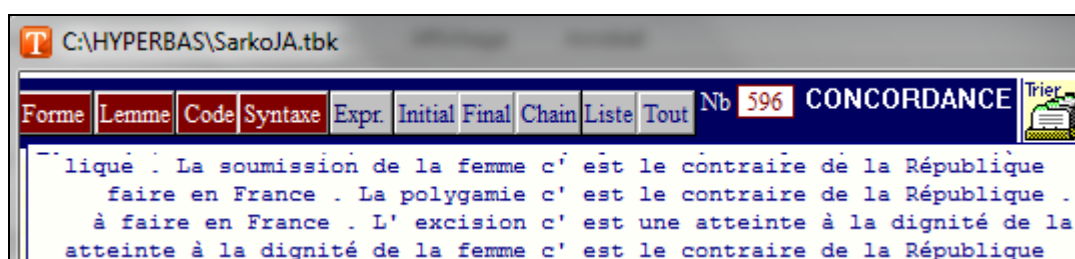 C:\HYPERBAS\SarkoJA.tbk
Forme Lemme Code Syntaxe Expr. Initial Final Chain Liste Tout Nb 596 CONCORDANCE Trier
lique . La soumission de la femme c' est le contraire de la République
faire en France . La polygamie c' est le contraire de la République .
à faire en France . L' excision c' est une atteinte à la dignité de la
atteinte à la dignité de la femme c' est le contraire de la République